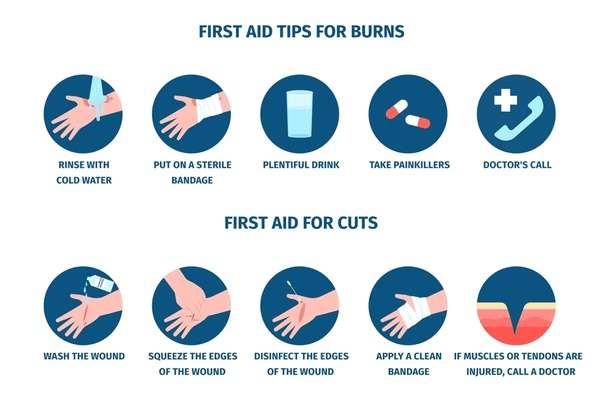 FIRST AID TIPS FOR BURNS
RINSE WITH
COLD WATER
PUT ON A STERILE
BANDAGE
PLENTIFUL DRINK
TAKE PAINKILLERS
DOCTOR'S CALL
FIRST AID FOR CUTS
WASH THE WOUND
SQUEEZE THE EDGES
OF THE WOUND
DISINFECT THE EDGES
OF THE WOUND
APPLY A CLEAN
BANDAGE
IF MUSCLES OR TENDONS ARE
INJURED, CALL A DOCTOR